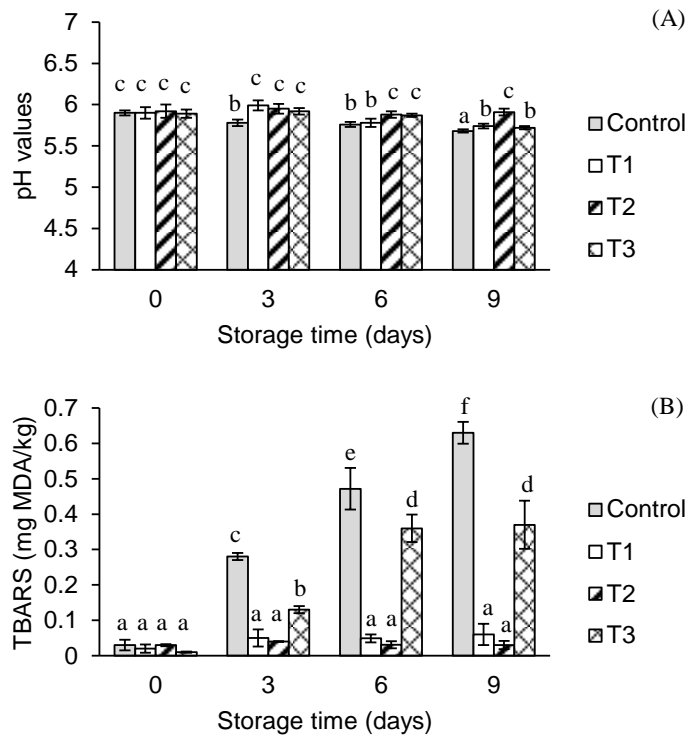 (A)
7
6.5
6
5.5
5
4.5
4
pH values
c c c c
b c c c
b b c c
a b c b
0 3 6 9
Storage time (days)
Control
T1
T2
T3
(B)
0.7
0.6
0.5
0.4
0.3
0.2
0.1
0
TBARS (mg MDA/kg)
a a a a
c a a b
e a a d
f a a d
0 3 6 9
Storage time (days)
Control
T1
T2
T3